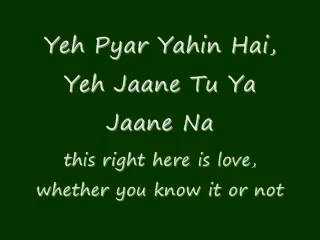 Yeh Pyar Yahin Hai,
Yeh Jaane Tu Ya
Jaane Na
this right here is love,
whether you know it or not